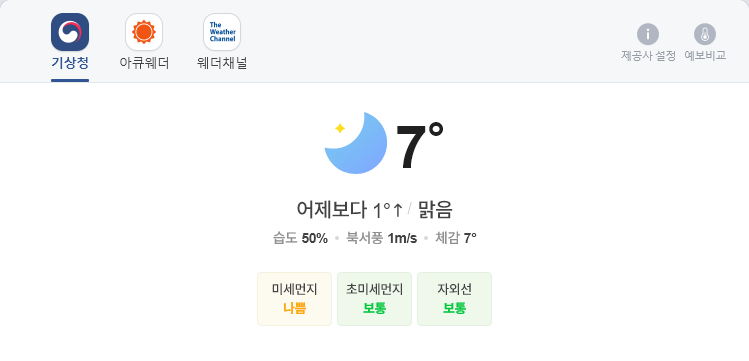 The
Weather
Channel
기상청 아큐웨더 웨더채널
제공사 설정 예보비교
7°
어제보다 1°↑ / 맑음
습도 50% • 북서풍 1m/s • 체감 7°
미세먼지 초미세먼지 자외선
나쁨 보통 보통